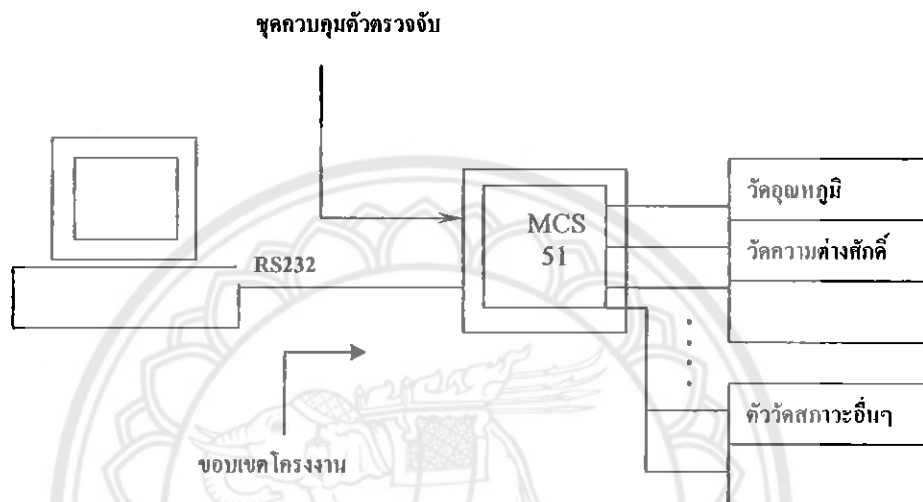 ชุดควบคุมตัวตรวจจับ
วัดอุณหภูมิ
MCS
51
วัดความต่างศักดิ์
RS232
ตัววัดสภาวะอื่นๆ
ขอบเขตโครงงาน